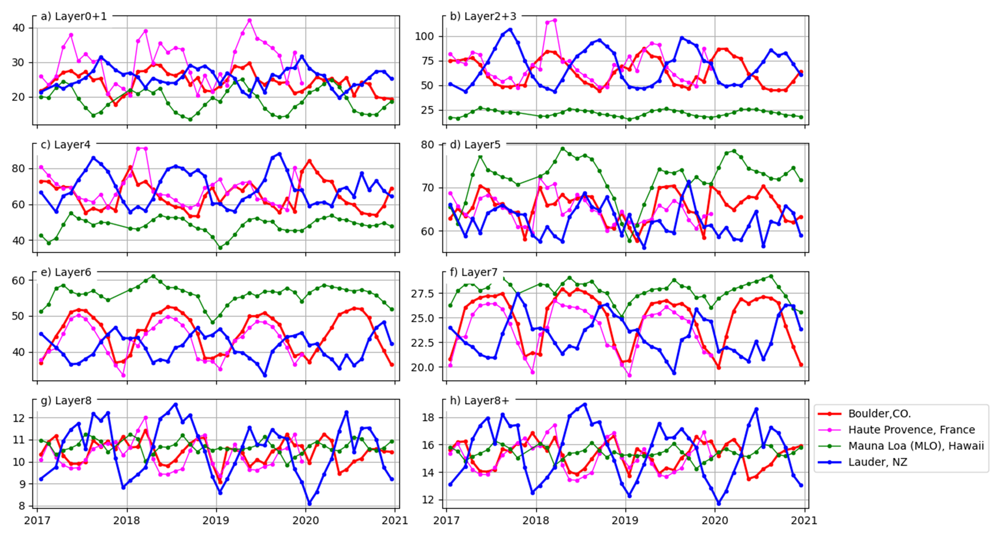 a) Layer0+1
40
30
20
b) Layer2+3
100
75
50
25
c) Layer4
80
60
40
d) Layer5
80
70
60
e) Layer6
60
50
40
f) Layer7
27.5
25.0
22.5
20.0
g) Layer8
12
11
10
9
8
2017 2018 2019 2020 2021
h) Layer8+
18
16
14
12
2017 2018 2019 2020 2021
Boulder,CO.
Haute Provence, France
Mauna Loa (MLO), Hawaii
Lauder, NZ